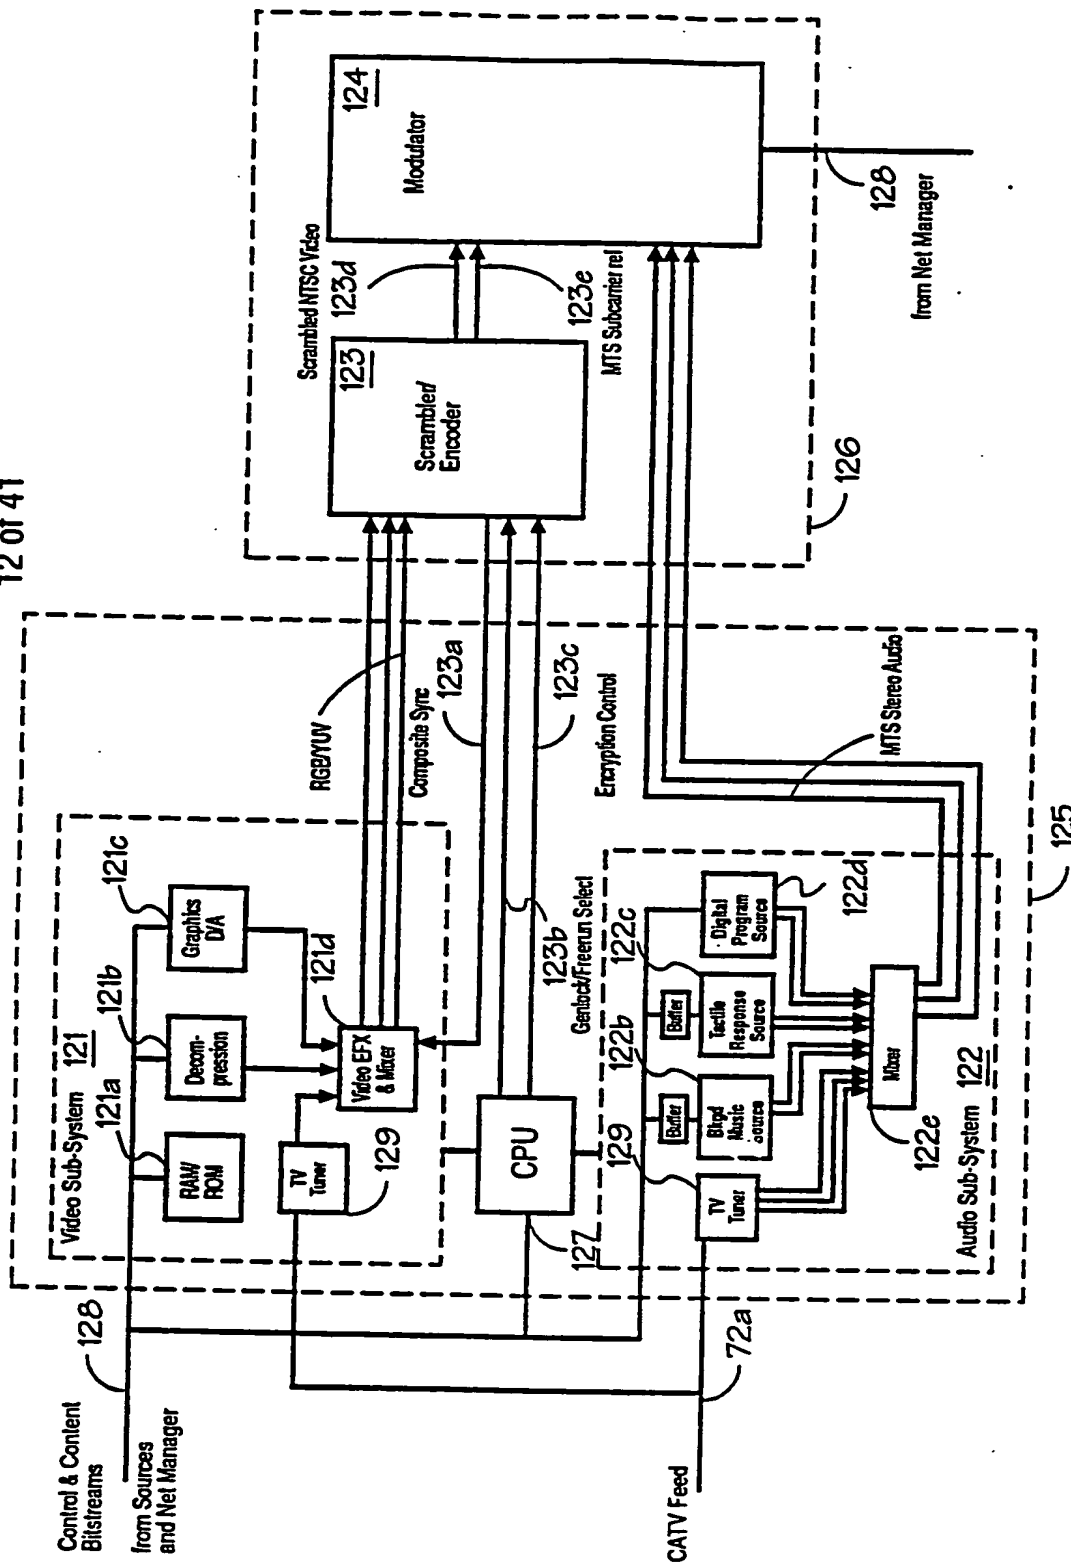 12 of 41
124
Modulator
Scrambled NTSC Video
123d
123
Scrambled/
Encoder
123e
MTS Subcarrier rel
128
from Net Manager
126
RGB/YUV
123a
Composite Sync
123c
Encryption Control
MTS Stereo Audio
125
121c
Graphics
D/A
121b
Decom-
pression
121a
RAM/
ROM
Video Sub-System 121
121d
Video EFX
& Mixer
TV
Tuner
129
123b
Genlock/Freerun Select
CPU
127
122d
Digital
Program
Source
122c
Buffer
Tactile
Response
Source
122b
Buffer
Bkgd
Music
Source
129
TV
Tuner
Mixer
122e
Audio Sub-System 122
128
Control & Content
Bitstreams
from Sources
and Net Manager
72a
CATV Feed